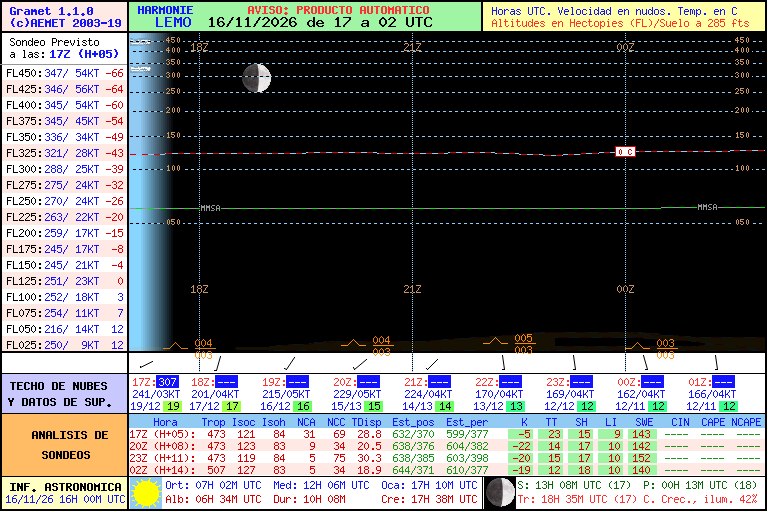 Gramet 1.1.0
(c)AEMET 2003-19
HARMONIE
LEMO
AVISO: PRODUCTO AUTOMATICO
16/11/2026 de 17 a 02 UTC
Horas UTC. Velocidad en nudos. Temp. en C
Altitudes en Hectopies (FL)/Suelo a 285 fts
Sondeo Previsto
a las: 17Z (H+05)
FL450: 347/ 54KT -66
FL425: 346/ 56KT -64
FL400: 345/ 54KT -60
FL375: 345/ 45KT -54
FL350: 336/ 34KT -49
FL325: 321/ 28KT -43
FL300: 288/ 25KT -39
FL275: 275/ 24KT -32
FL250: 270/ 24KT -26
FL225: 263/ 22KT -20
FL200: 259/ 17KT -15
FL175: 245/ 17KT -8
FL150: 245/ 21KT -4
FL125: 251/ 23KT 0
FL100: 252/ 18KT 3
FL075: 254/ 11KT 7
FL050: 216/ 14KT 12
FL025: 250/ 9KT 12
18Z 21Z 00Z
450 450
400 400
350 350
300 300
250 250
200 200
150 150
0 C
100 100
MMSA MMSA
050 050
18Z 21Z 00Z
004 004 005 003
003 003 003
TECHO DE NUBES
Y DATOS DE SUP.
17Z: 307 18Z: --- 19Z: --- 20Z: --- 21Z: --- 22Z: --- 23Z: --- 00Z: --- 01Z: ---
241/03KT 201/04KT 215/05KT 229/05KT 224/04KT 170/04KT 169/04KT 162/04KT 166/04KT
19/12 19 17/12 17 16/12 16 15/13 15 14/13 14 13/12 13 12/12 12 12/11 12 12/11 12
ANALISIS DE
SONDEOS
Hora Trop Isoc Isoh NCA NCC TDisp Est_pos Est_per K TT SH LI SWE CIN CAPE NCAPE
17Z (H+05): 473 121 84 31 69 28.8 632/370 599/377 -5 23 15 9 143 ---- ---- ----
20Z (H+08): 473 123 83 9 34 20.5 638/376 604/382 -22 14 17 10 142 ---- ---- ----
23Z (H+11): 473 119 84 5 75 30.3 638/385 603/398 -20 15 17 10 152 ---- ---- ----
02Z (H+14): 507 127 83 5 34 18.9 644/371 610/377 -19 12 18 10 140 ---- ---- ----
INF. ASTRONOMICA
16/11/26 16H 00M UTC
Ort: 07H 02M UTC Med: 12H 06M UTC Oca: 17H 10M UTC
Alb: 06H 34M UTC Dur: 10H 08M Cre: 17H 38M UTC
S: 13H 08M UTC (17) P: 00H 13M UTC (18)
Tr: 18H 35M UTC (17) C. Crec., ilum. 42%